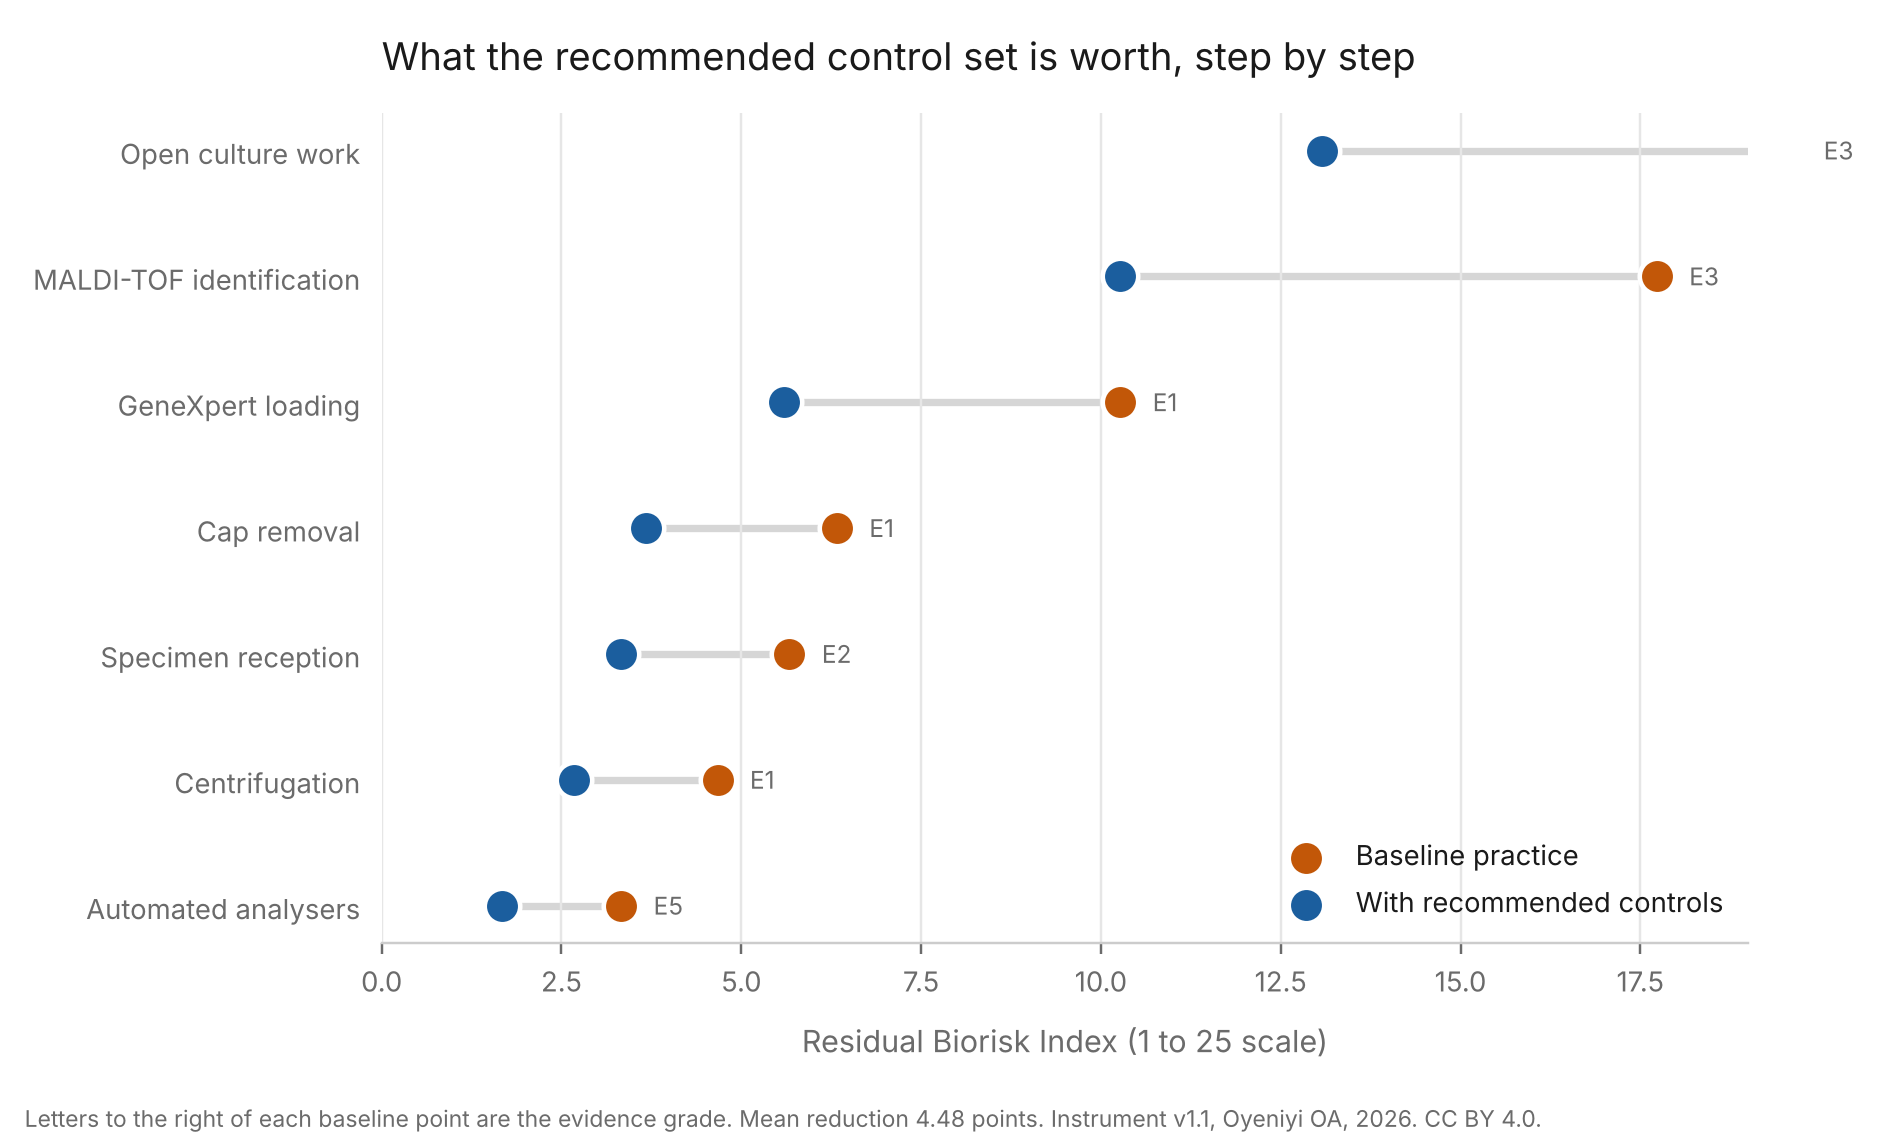 What the recommended control set is worth, step by step
Open culture work
E3
MALDI-TOF identification
E3
GeneXpert loading
E1
Cap removal
E1
Specimen reception
E2
Centrifugation
E1
Baseline practice
With recommended controls
Automated analysers
E5
0.0 2.5 5.0 7.5 10.0 12.5 15.0 17.5
Residual Biorisk Index (1 to 25 scale)
Letters to the right of each baseline point are the evidence grade. Mean reduction 4.48 points. Instrument v1.1, Oyeniyi OA, 2026. CC BY 4.0.